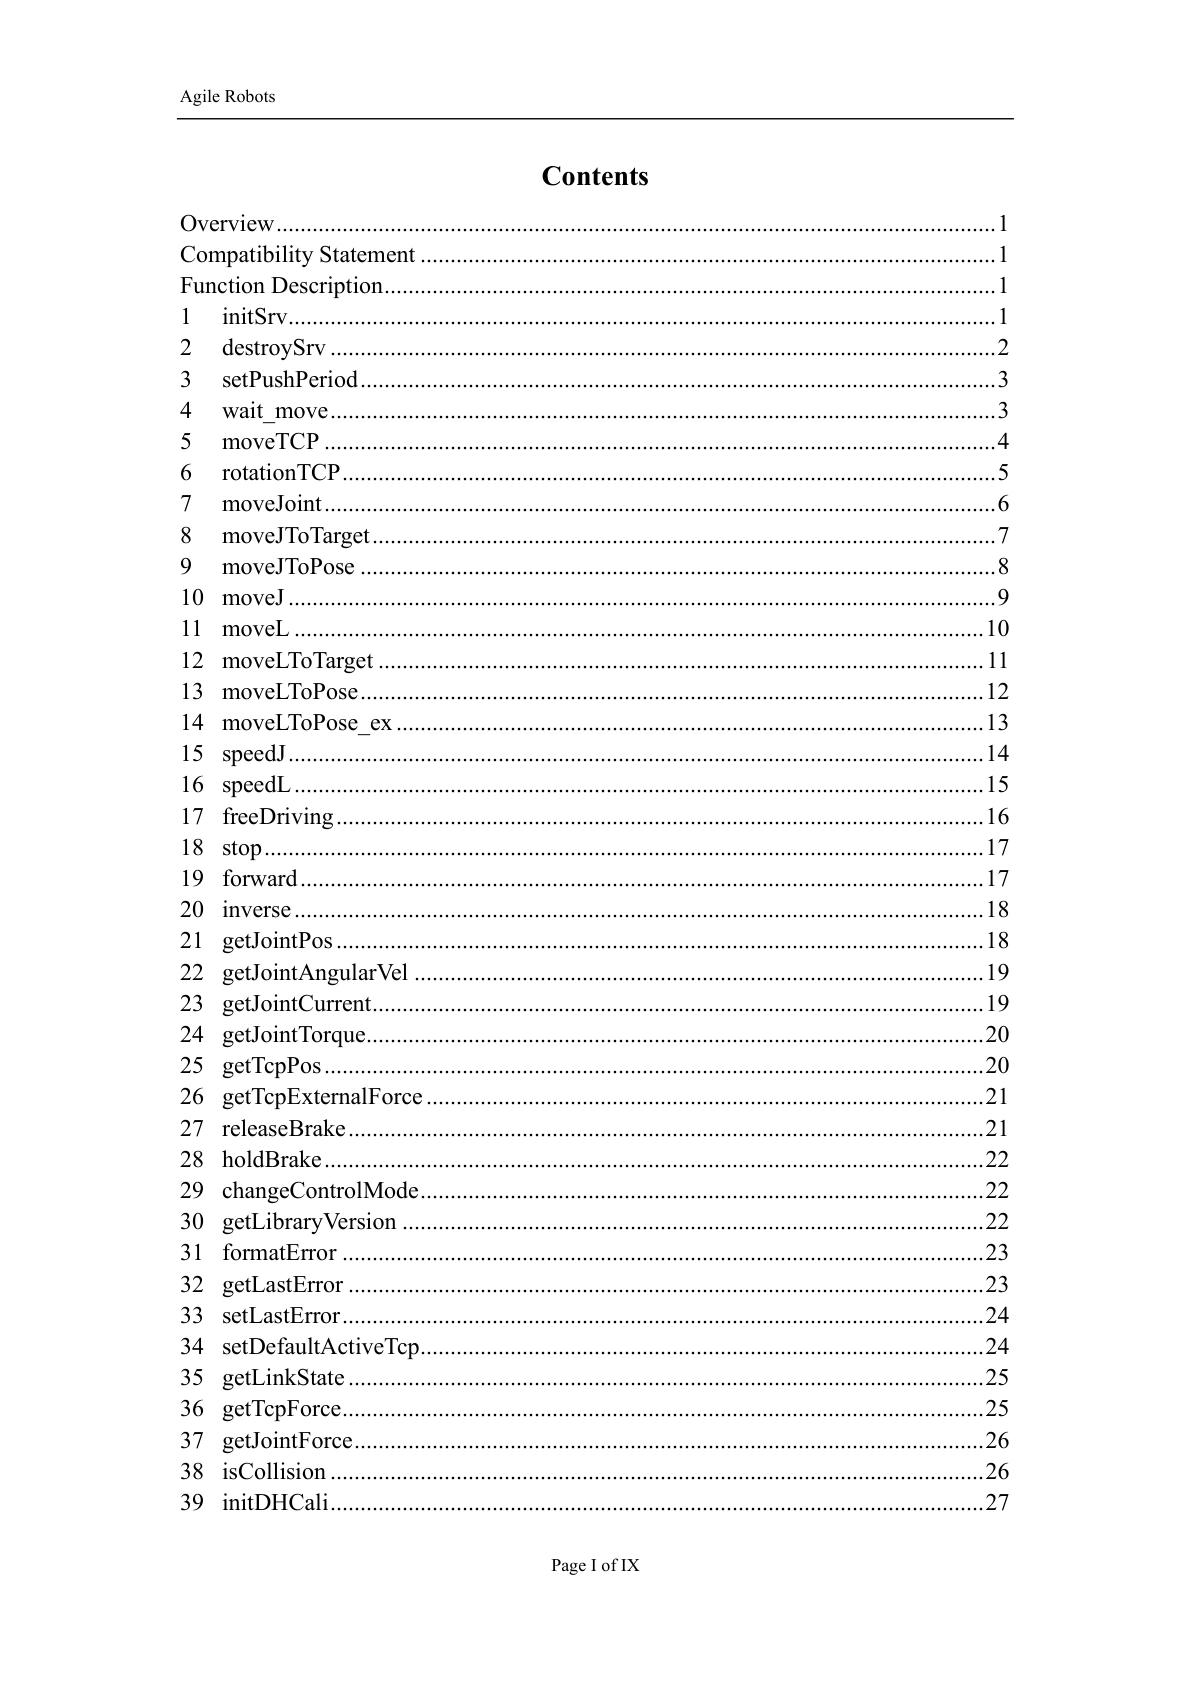 Agile Robots
Contents
Overview........................................................................................................................1
Compatibility Statement ................................................................................................1
Function Description......................................................................................................1
1 initSrv......................................................................................................................1
2 destroySrv ...............................................................................................................2
3 setPushPeriod..........................................................................................................3
4 wait_move...............................................................................................................3
5 moveTCP ................................................................................................................4
6 rotationTCP.............................................................................................................5
7 moveJoint................................................................................................................6
8 moveJToTarget........................................................................................................7
9 moveJToPose ..........................................................................................................8
10 moveJ ......................................................................................................................9
11 moveL ...................................................................................................................10
12 moveLToTarget .....................................................................................................11
13 moveLToPose........................................................................................................12
14 moveLToPose_ex ..................................................................................................13
15 speedJ....................................................................................................................14
16 speedL...................................................................................................................15
17 freeDriving............................................................................................................16
18 stop........................................................................................................................17
19 forward..................................................................................................................17
20 inverse...................................................................................................................18
21 getJointPos............................................................................................................18
22 getJointAngularVel ...............................................................................................19
23 getJointCurrent......................................................................................................19
24 getJointTorque.......................................................................................................20
25 getTcpPos..............................................................................................................20
26 getTcpExternalForce.............................................................................................21
27 releaseBrake..........................................................................................................21
28 holdBrake..............................................................................................................22
29 changeControlMode..............................................................................................22
30 getLibraryVersion .................................................................................................22
31 formatError ...........................................................................................................23
32 getLastError ..........................................................................................................23
33 setLastError...........................................................................................................24
34 setDefaultActiveTcp..............................................................................................24
35 getLinkState..........................................................................................................25
36 getTcpForce...........................................................................................................25
37 getJointForce.........................................................................................................26
38 isCollision .............................................................................................................26
39 initDHCali.............................................................................................................27
Page I of IX